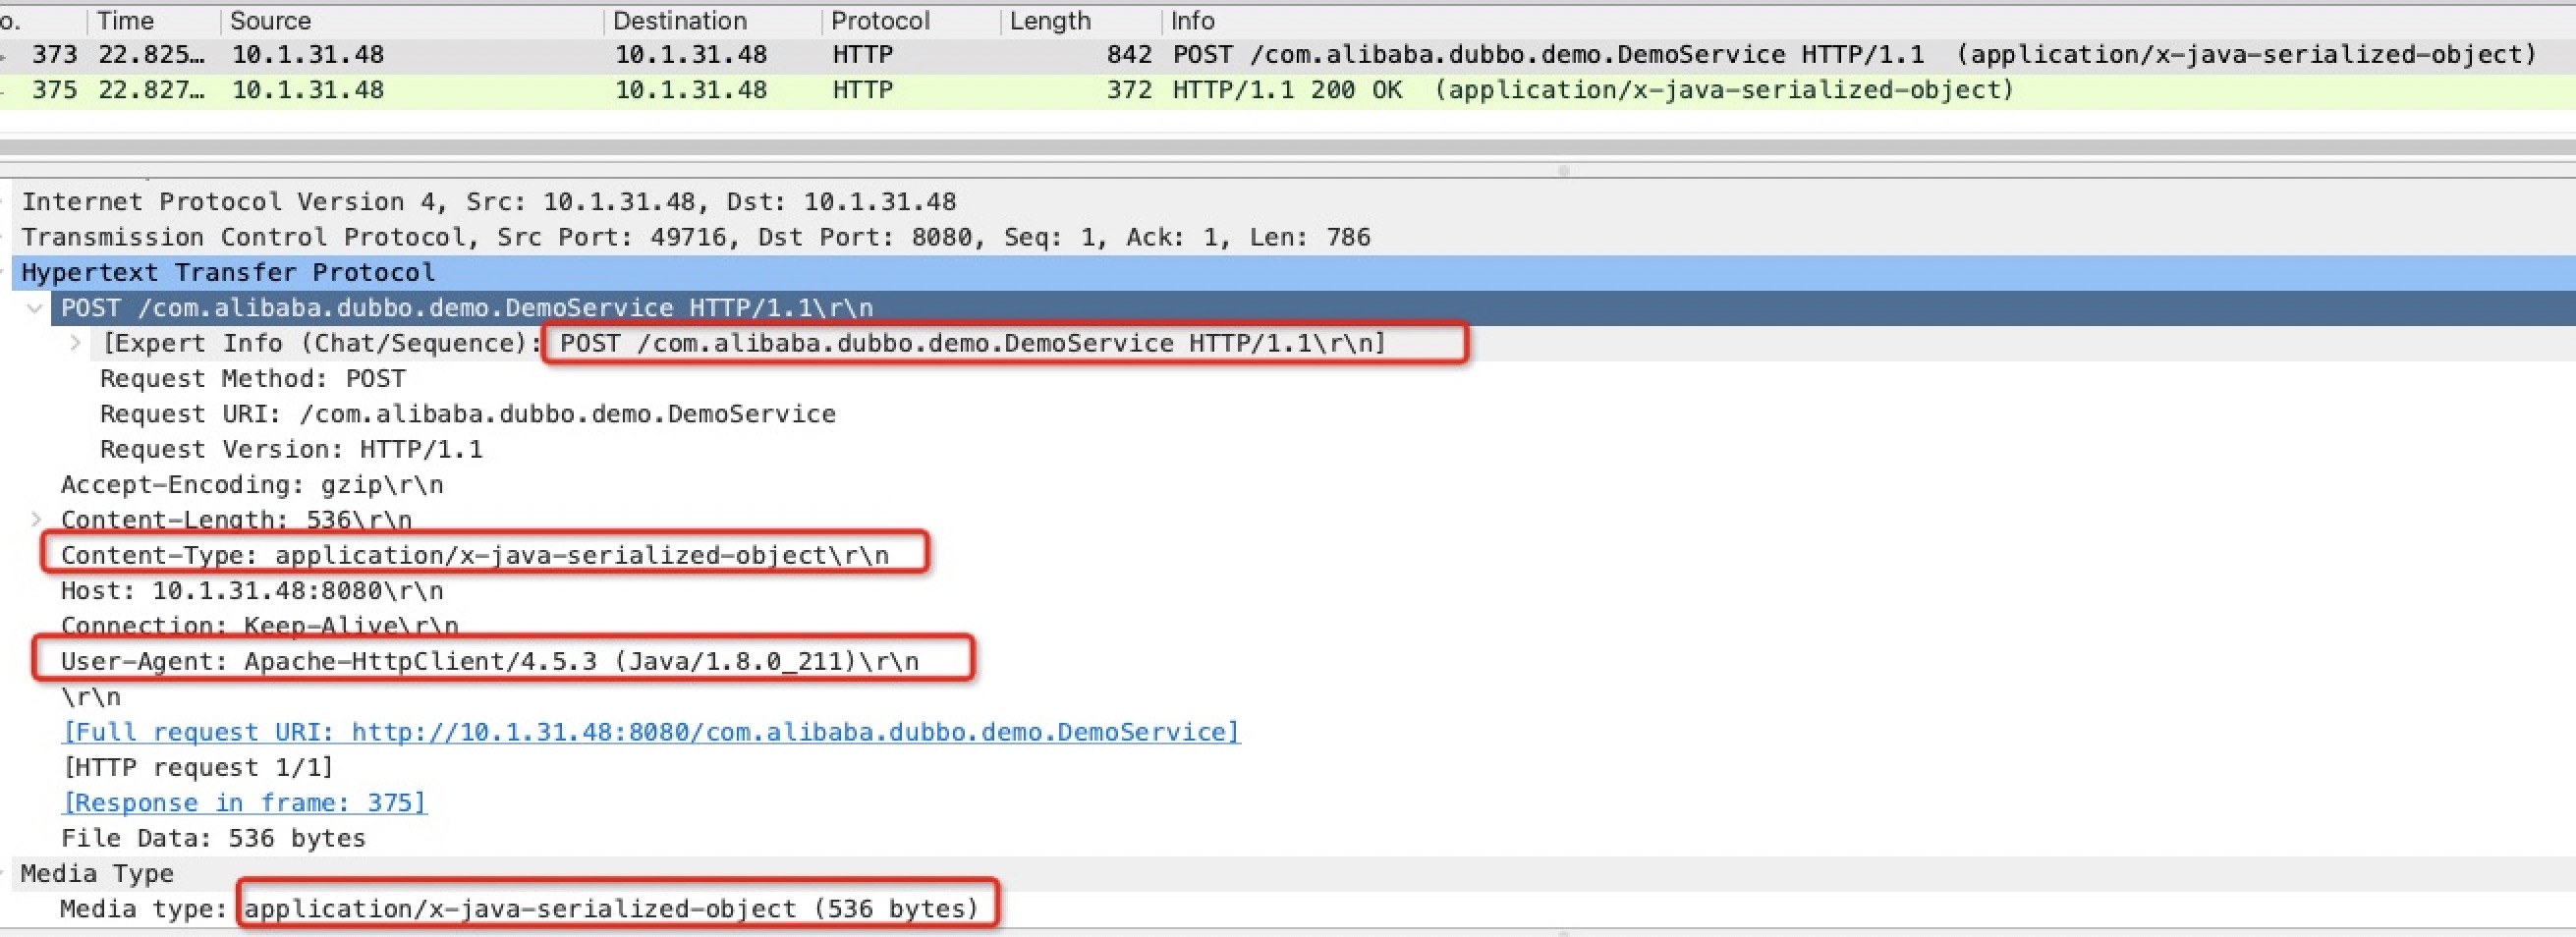 o. Time Source Destination Protocol Length Info
373 22.825… 10.1.31.48 10.1.31.48 HTTP 842 POST /com.alibaba.dubbo.demo.DemoService HTTP/1.1 (application/x-java-serialized-object)
375 22.827… 10.1.31.48 10.1.31.48 HTTP 372 HTTP/1.1 200 OK (application/x-java-serialized-object)
Internet Protocol Version 4, Src: 10.1.31.48, Dst: 10.1.31.48
Transmission Control Protocol, Src Port: 49716, Dst Port: 8080, Seq: 1, Ack: 1, Len: 786
Hypertext Transfer Protocol
POST /com.alibaba.dubbo.demo.DemoService HTTP/1.1\r\n
[Expert Info (Chat/Sequence): POST /com.alibaba.dubbo.demo.DemoService HTTP/1.1\r\n]
Request Method: POST
Request URI: /com.alibaba.dubbo.demo.DemoService
Request Version: HTTP/1.1
Accept-Encoding: gzip\r\n
Content-Length: 536\r\n
Content-Type: application/x-java-serialized-object\r\n
Host: 10.1.31.48:8080\r\n
Connection: Keep-Alive\r\n
User-Agent: Apache-HttpClient/4.5.3 (Java/1.8.0_211)\r\n
\r\n
[Full request URI: http://10.1.31.48:8080/com.alibaba.dubbo.demo.DemoService]
[HTTP request 1/1]
[Response in frame: 375]
File Data: 536 bytes
Media Type
Media type: application/x-java-serialized-object (536 bytes)